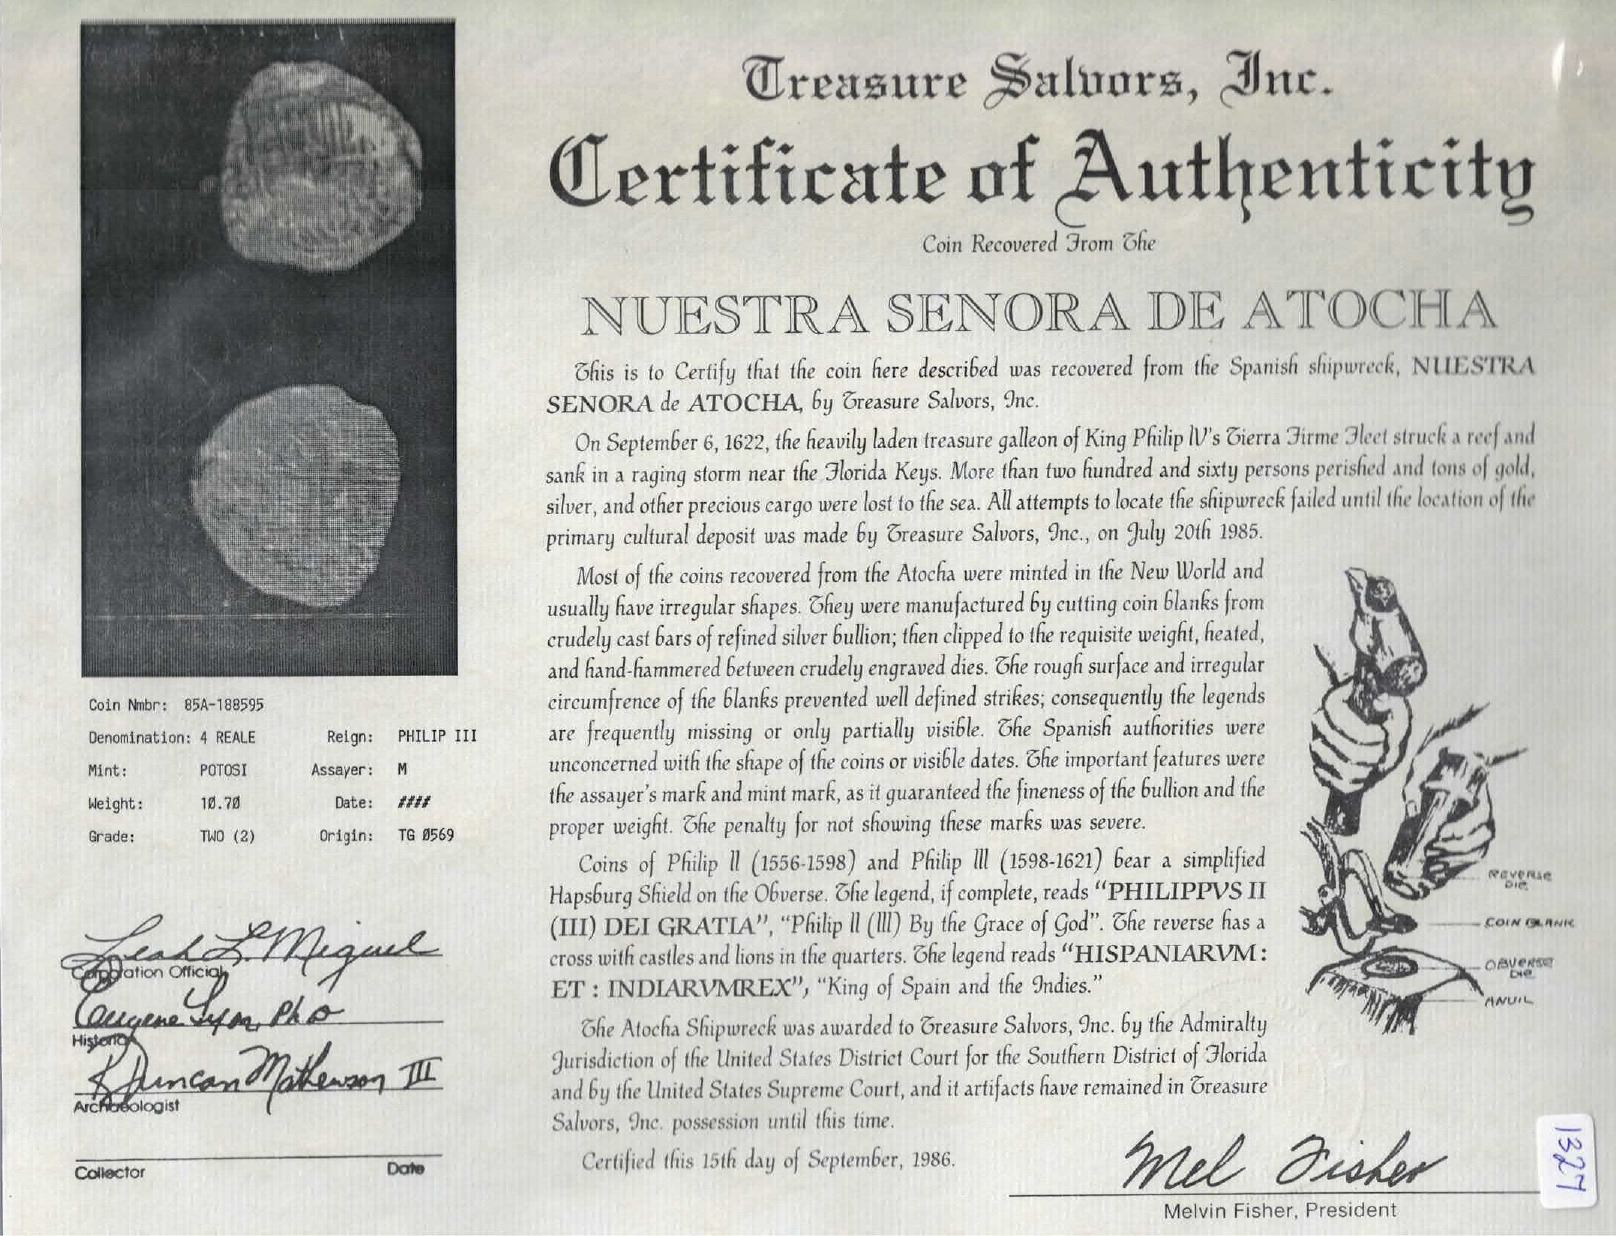 Treasure Salvors, Inc.
Certificate of Authenticity
Coin Recovered From The
NUESTRA SENORA DE ATOCHA
This is to Certify that the coin here described was recovered from the Spanish shipwreck, NUESTRA
SENORA de ATOCHA, by Treasure Salvors, Inc.
On September 6, 1622, the heavily laden treasure galleon of King Philip IV's Tierra Firme Fleet struck a reef and
sank in a raging storm near the Florida Keys. More than two hundred and sixty persons perished and tons of gold,
silver, and other precious cargo were lost to the sea. All attempts to locate the shipwreck failed until the location of the
primary cultural deposit was made by Treasure Salvors, Inc., on July 20th 1985.
Most of the coins recovered from the Atocha were minted in the New World and
usually have irregular shapes. They were manufactured by cutting coin blanks from
crudely cast bars of refined silver bullion; then clipped to the requisite weight, heated,
and hand-hammered between crudely engraved dies. The rough surface and irregular
circumfrence of the blanks prevented well defined strikes; consequently the legends
are frequently missing or only partially visible. The Spanish authorities were
unconcerned with the shape of the coins or visible dates. The important features were
the assayer's mark and mint mark, as it guaranteed the fineness of the bullion and the
proper weight. The penalty for not showing these marks was severe.
Coins of Philip II (1556-1598) and Philip III (1598-1621) bear a simplified
Hapsburg Shield on the Obverse. The legend, if complete, reads "PHILIPPVS II
(III) DEI GRATIA", "Philip II (III) By the Grace of God". The reverse has a
cross with castles and lions in the quarters. The legend reads "HISPANIARVM :
ET : INDIARVMREX", "King of Spain and the Indies."
The Atocha Shipwreck was awarded to Treasure Salvors, Inc. by the Admiralty
Jurisdiction of the United States District Court for the Southern District of Florida
and by the United States Supreme Court, and it artifacts have remained in Treasure
Salvors, Inc. possession until this time.
Certified this 15th day of September, 1986.
REVERSE
DIE
COIN BLANK
OBVERSE
DIE
ANVIL
Mel Fisher
Melvin Fisher, President
1327
Coin Nmbr: 85A-188595
Denomination: 4 REALE Reign: PHILIP III
Mint: POTOSI Assayer: M
Weight: 10.70 Date: ####
Grade: TWO (2) Origin: TG 0569
Leah L. Miguel
Corporation Official
Eugene Lyon, PhD
Historian
R Duncan Mathewson III
Archaeologist
Collector Date